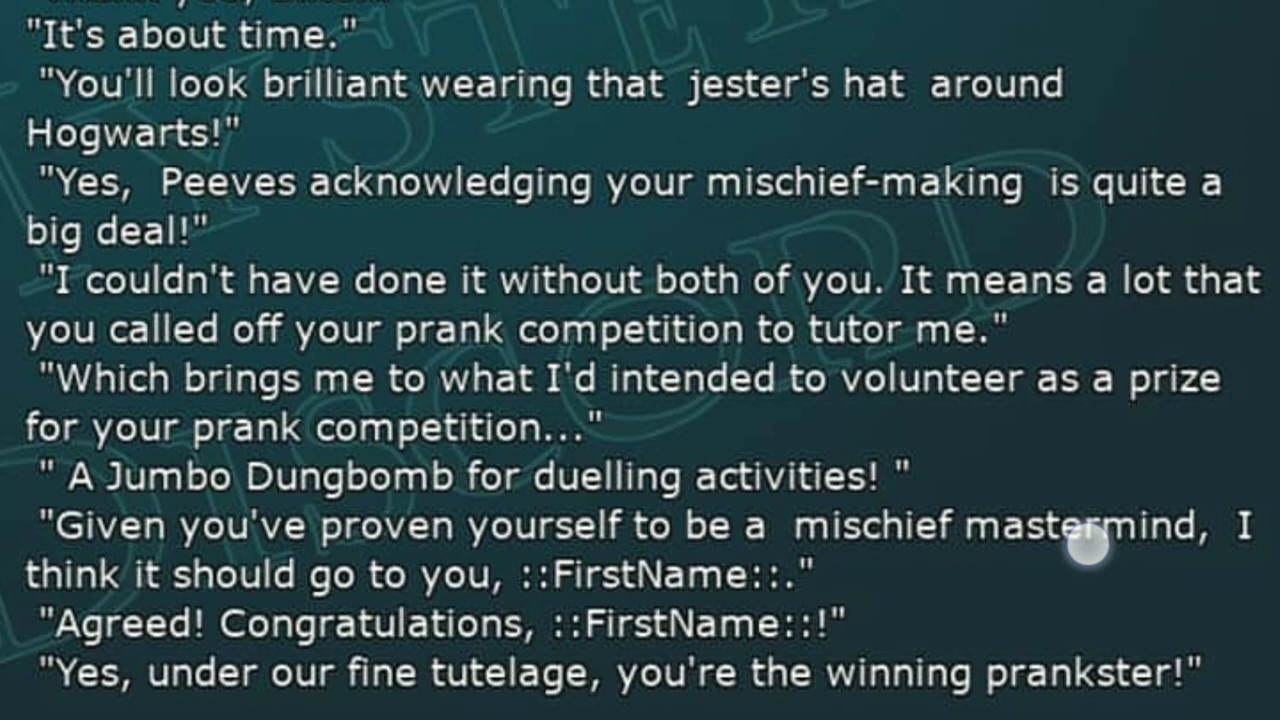 "It's about time."
"You'll look brilliant wearing that  jester's hat  around
Hogwarts!"
"Yes,  Peeves acknowledging your mischief-making  is quite a
big deal!"
"I couldn't have done it without both of you. It means a lot that
you called off your prank competition to tutor me."
"Which brings me to what I'd intended to volunteer as a prize
for your prank competition..."
" A Jumbo Dungbomb for duelling activities! "
"Given you've proven yourself to be a  mischief mastermind,  I
think it should go to you, ::FirstName::."
"Agreed! Congratulations, ::FirstName::!"
"Yes, under our fine tutelage, you're the winning prankster!"
DISCORD